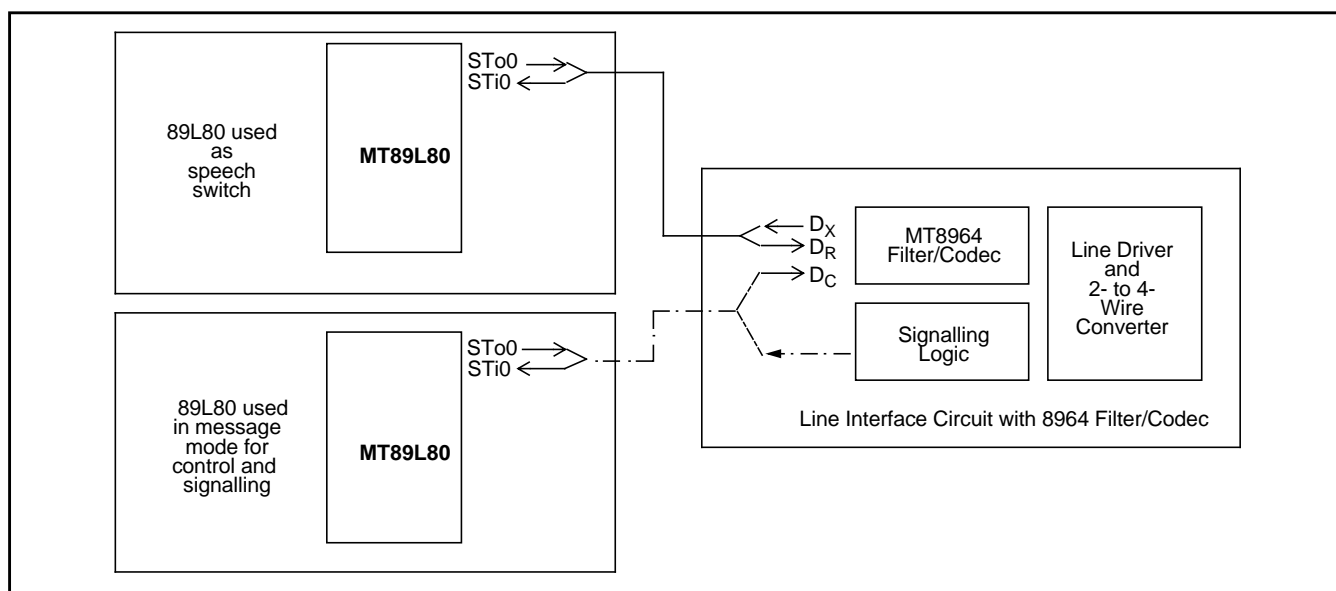 STo0
STi0
89L80 used
as
speech
switch
MT89L80
STo0
STi0
89L80 used
in message
mode for
control and
signalling
MT89L80
DX
DR
DC
MT8964
Filter/Codec
Signalling
Logic
Line Driver
and
2- to 4-
Wire
Converter
Line Interface Circuit with 8964 Filter/Codec